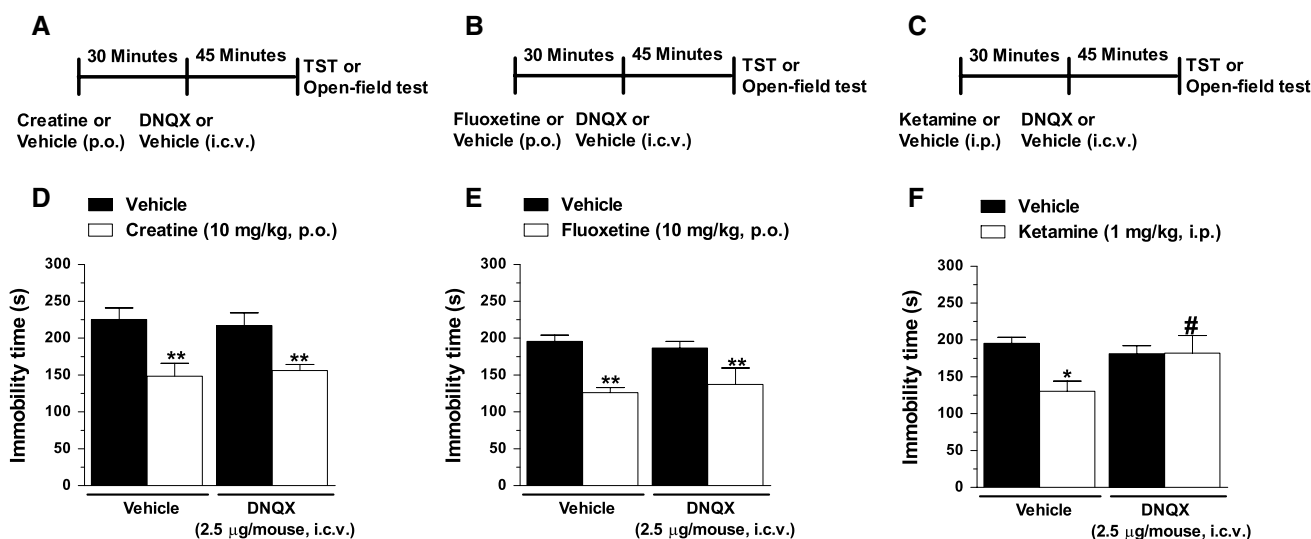 A
30 Minutes 45 Minutes
TST or
Open-field test
Creatine or DNQX or
Vehicle (p.o.) Vehicle (i.c.v.)
B
30 Minutes 45 Minutes
TST or
Open-field test
Fluoxetine or DNQX or
Vehicle (p.o.) Vehicle (i.c.v.)
C
30 Minutes 45 Minutes
TST or
Open-field test
Ketamine or DNQX or
Vehicle (i.p.) Vehicle (i.c.v.)
D
Vehicle
Creatine (10 mg/kg, p.o.)
Immobility time (s)
300
250
200
150
100
50
0
**
**
Vehicle DNQX
(2.5 μg/mouse, i.c.v.)
E
Vehicle
Fluoxetine (10 mg/kg, p.o.)
Immobility time (s)
300
250
200
150
100
50
0
**
**
Vehicle DNQX
(2.5 μg/mouse, i.c.v.)
F
Vehicle
Ketamine (1 mg/kg, i.p.)
Immobility time (s)
300
250
200
150
100
50
0
*
#
Vehicle DNQX
(2.5 μg/mouse, i.c.v.)